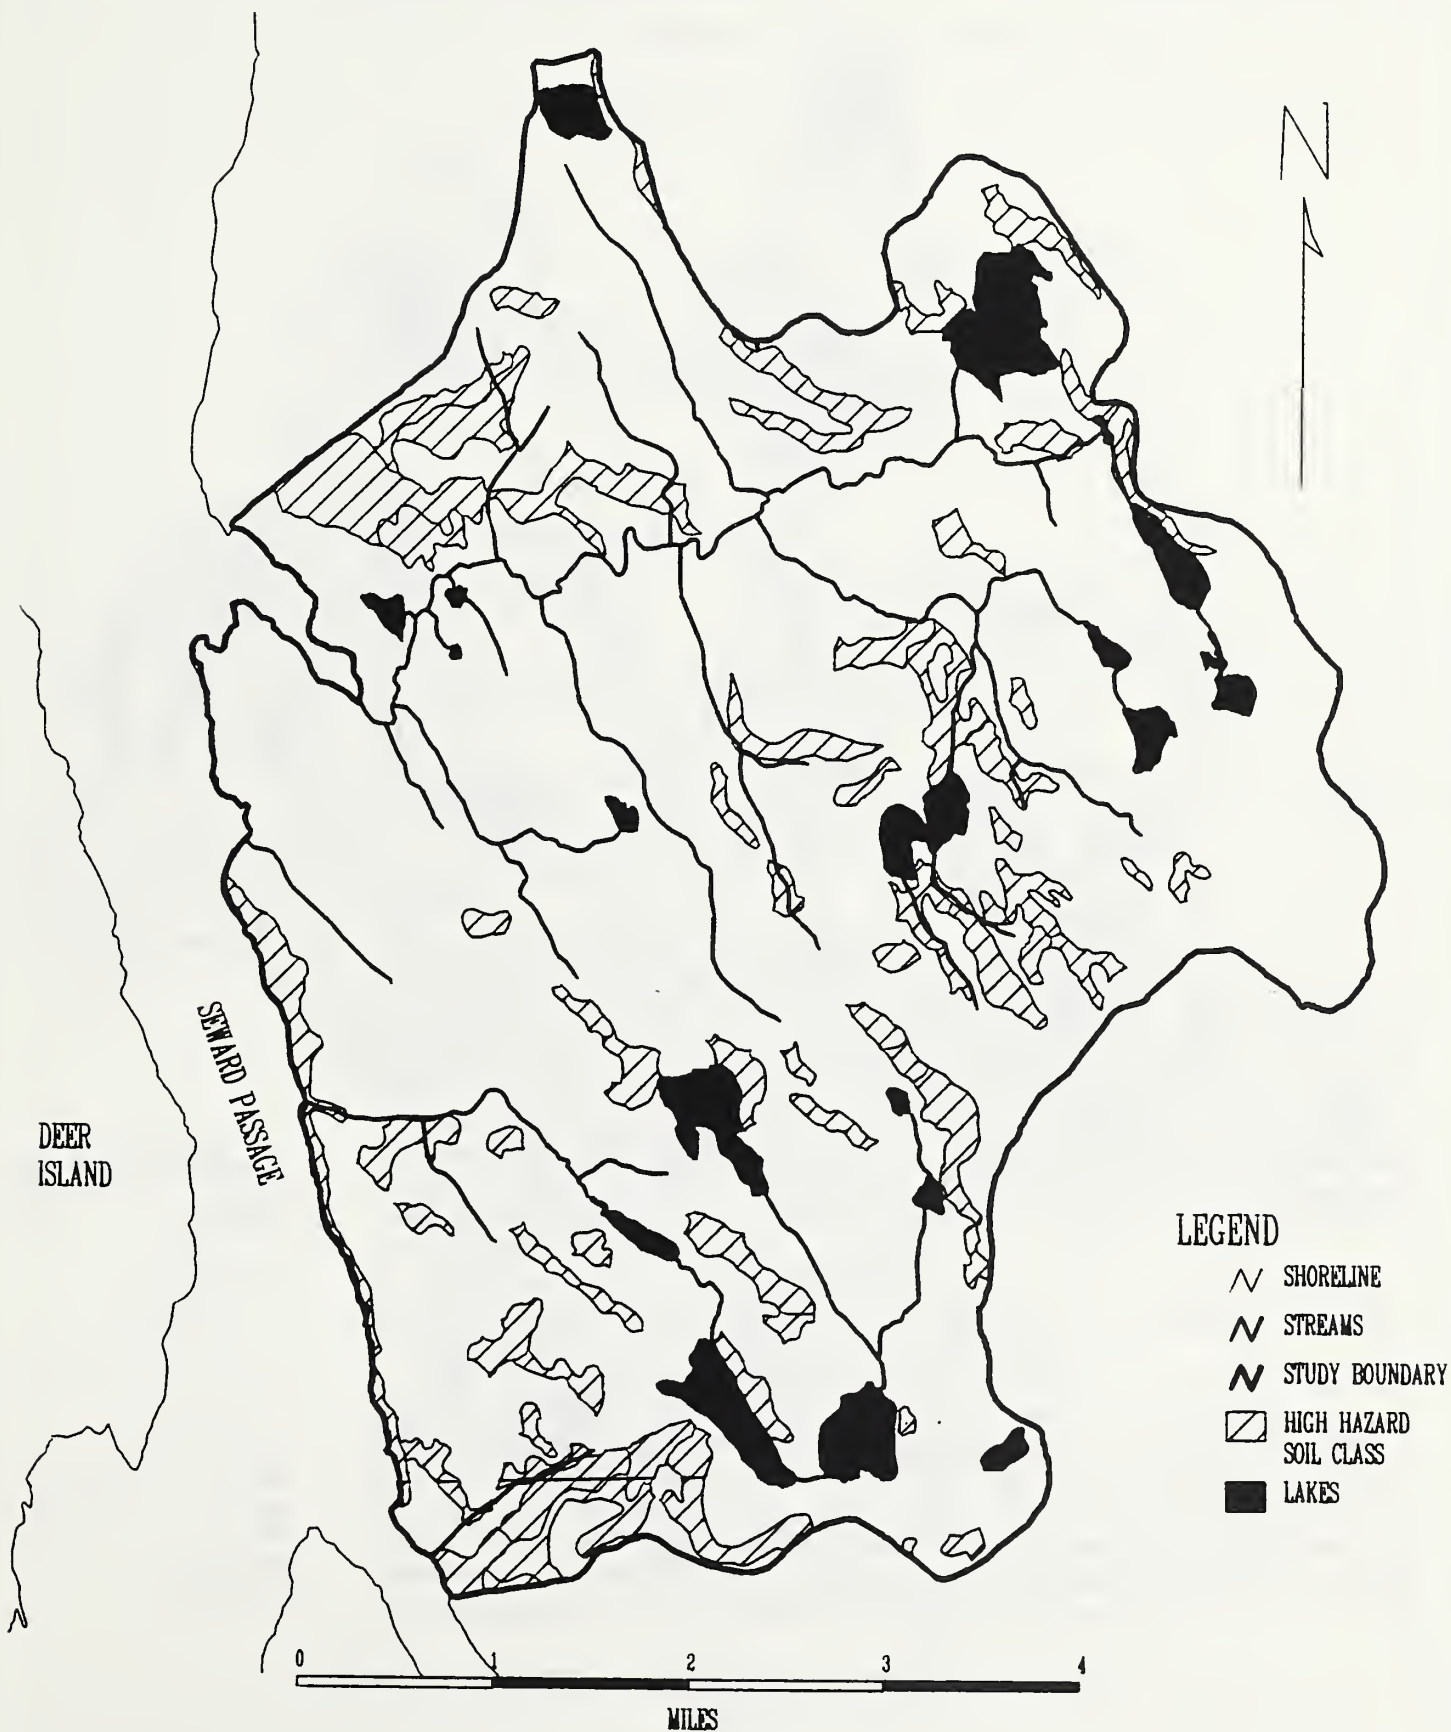 N
SEWARD PASSAGE
DEER
ISLAND
LEGEND
SHORELINE
STREAMS
STUDY BOUNDARY
HIGH HAZARD
SOIL CLASS
LAKES
0 1 2 3 4
MILES